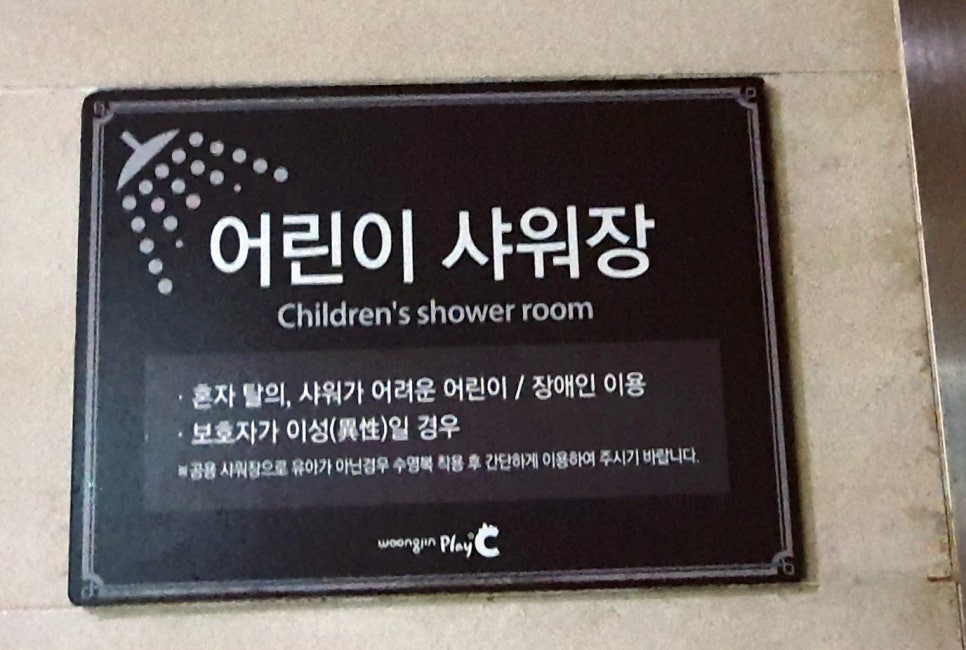 어린이 샤워장
Children's shower room
· 혼자 탈의, 샤워가 어려운 어린이 / 장애인 이용
· 보호자가 이성(異性)일 경우
※공용 샤워장으로 유아가 아닌경우 수영복 착용 후 간단하게 이용하여 주시기 바랍니다.
woongjin Play°C